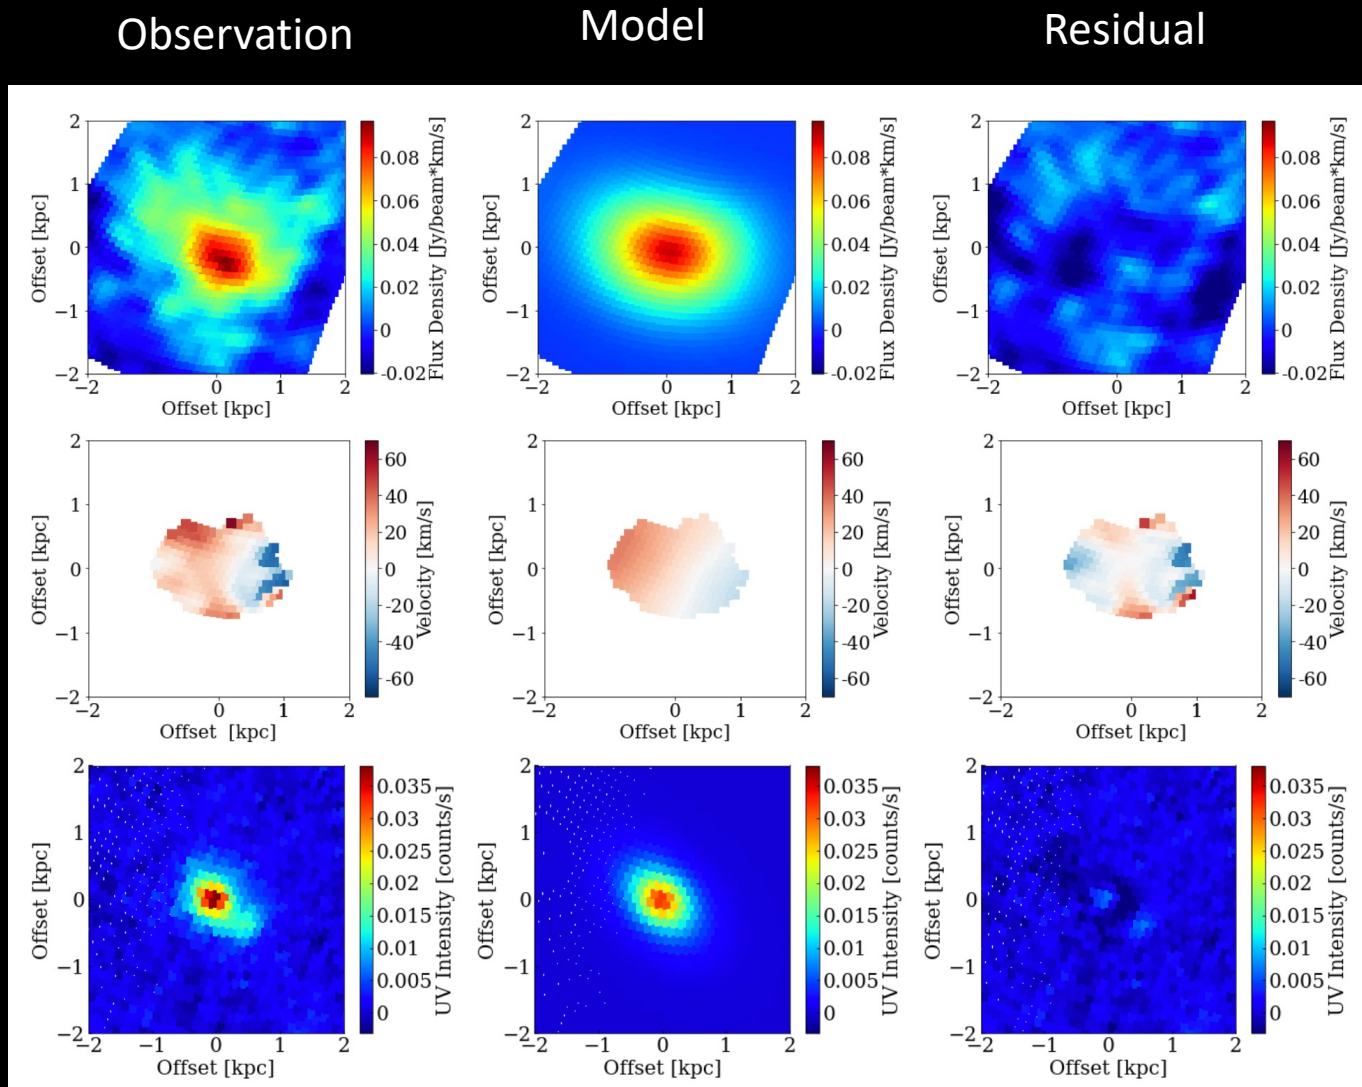 Observation Model Residual
2 2 2
0.08 0.08 0.08
1 1 1
0.06 0.06 0.06
0 0.04 0 0.04 0 0.04
0.02 0.02 0.02
−1 −1 −1
0 0 0
−2 -0.02 −2 -0.02 −2 -0.02
−2 0 1 2 −2 0 1 2 −2 0 1 2
Offset [kpc] Offset [kpc] Offset [kpc]
Offset [kpc] Offset [kpc] Offset [kpc]
Flux Density [Jy/beam*km/s] Flux Density [Jy/beam*km/s] Flux Density [Jy/beam*km/s]
2 2 2
60 60 60
1 40 1 40 1 40
20 20 20
0 0 0 0 0 0
-20 -20 -20
−1 -40 −1 -40 −1 -40
-60 -60 -60
−2 −2 −2
−2 0 1 2 −2 0 1 2 −2 0 1 2
Offset [kpc] Offset [kpc] Offset [kpc]
Offset [kpc] Offset [kpc] Offset [kpc]
Velocity [km/s] Velocity [km/s] Velocity [km/s]
2 2 2
0.035 0.035 0.035
1 0.03 1 0.03 1 0.03
0.025 0.025 0.025
0 0.02 0 0.02 0 0.02
0.015 0.015 0.015
−1 0.01 −1 0.01 −1 0.01
0.005 0.005 0.005
0 0 0
−2 −2 −2
−2 −1 0 1 2 −2 −1 0 1 2 −2 −1 0 1 2
Offset [kpc] Offset [kpc] Offset [kpc]
Offset [kpc] Offset [kpc] Offset [kpc]
UV Intensity [counts/s] UV Intensity [counts/s] UV Intensity [counts/s]